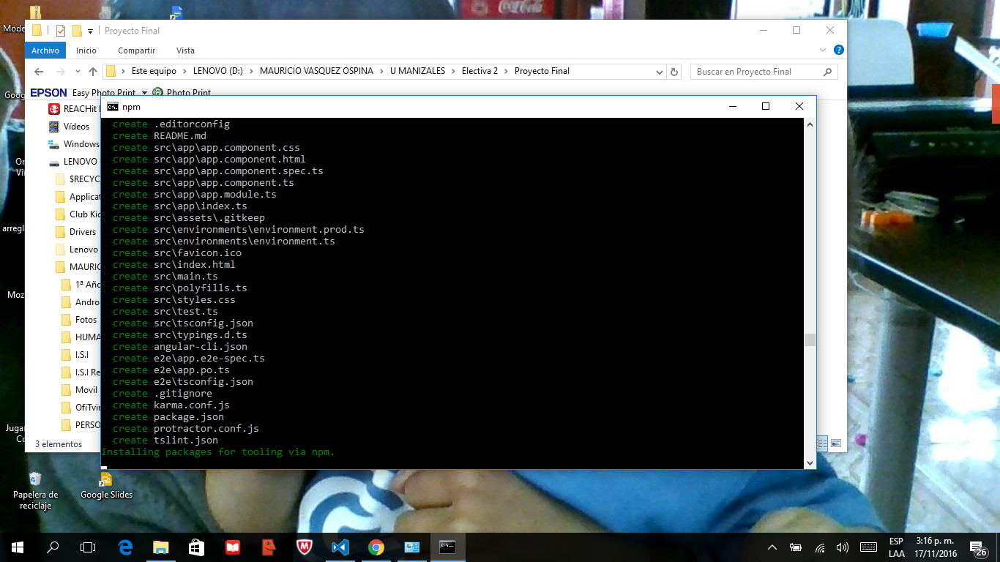 Mode
Proyecto Final
Archivo Inicio Compartir Vista
Este equipo LENOVO (D:) MAURICIO VASQUEZ OSPINA U MANIZALES Electiva 2 Proyecto Final
Buscar en Proyecto Final
EPSON Easy Photo Print Photo Print
REACHit
Vídeos
Windows
LENOVO
$RECYC
Applicat
Club Kid
Drivers
Lenovo
MAURIC
1ª Año
Andro
Fotos
HUMA
I.S.I
I.S.I Re
Movil
OfiTvir
PERSO
3 elementos
npm
create .editorconfig
create README.md
create src\app\app.component.css
create src\app\app.component.html
create src\app\app.component.spec.ts
create src\app\app.component.ts
create src\app\app.module.ts
create src\app\index.ts
create src\assets\.gitkeep
create src\environments\environment.prod.ts
create src\environments\environment.ts
create src\favicon.ico
create src\index.html
create src\main.ts
create src\polyfills.ts
create src\styles.css
create src\test.ts
create src\tsconfig.json
create src\typings.d.ts
create angular-cli.json
create e2e\app.e2e-spec.ts
create e2e\app.po.ts
create e2e\tsconfig.json
create .gitignore
create karma.conf.js
create package.json
create protractor.conf.js
create tslint.json
Installing packages for tooling via npm.
Goog
arregl
Moz
Jugar
Papelera de
reciclaje
Google Slides
Coca-Cola
ESP
LAA
3:16 p. m.
17/11/2016
26